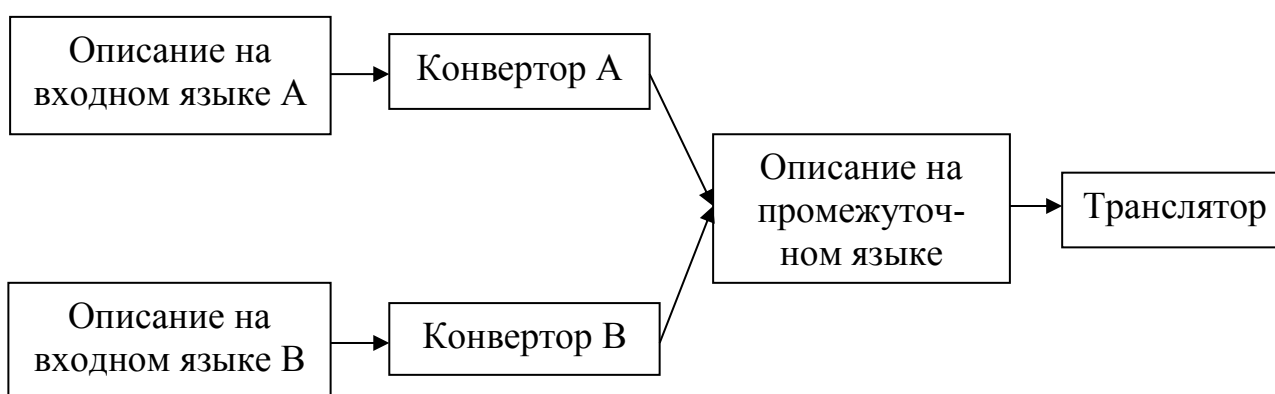 Описание на
входном языке А
Конвертор А
Описание на
промежуточ-
ном языке
Транслятор
Описание на
входном языке В
Конвертор В